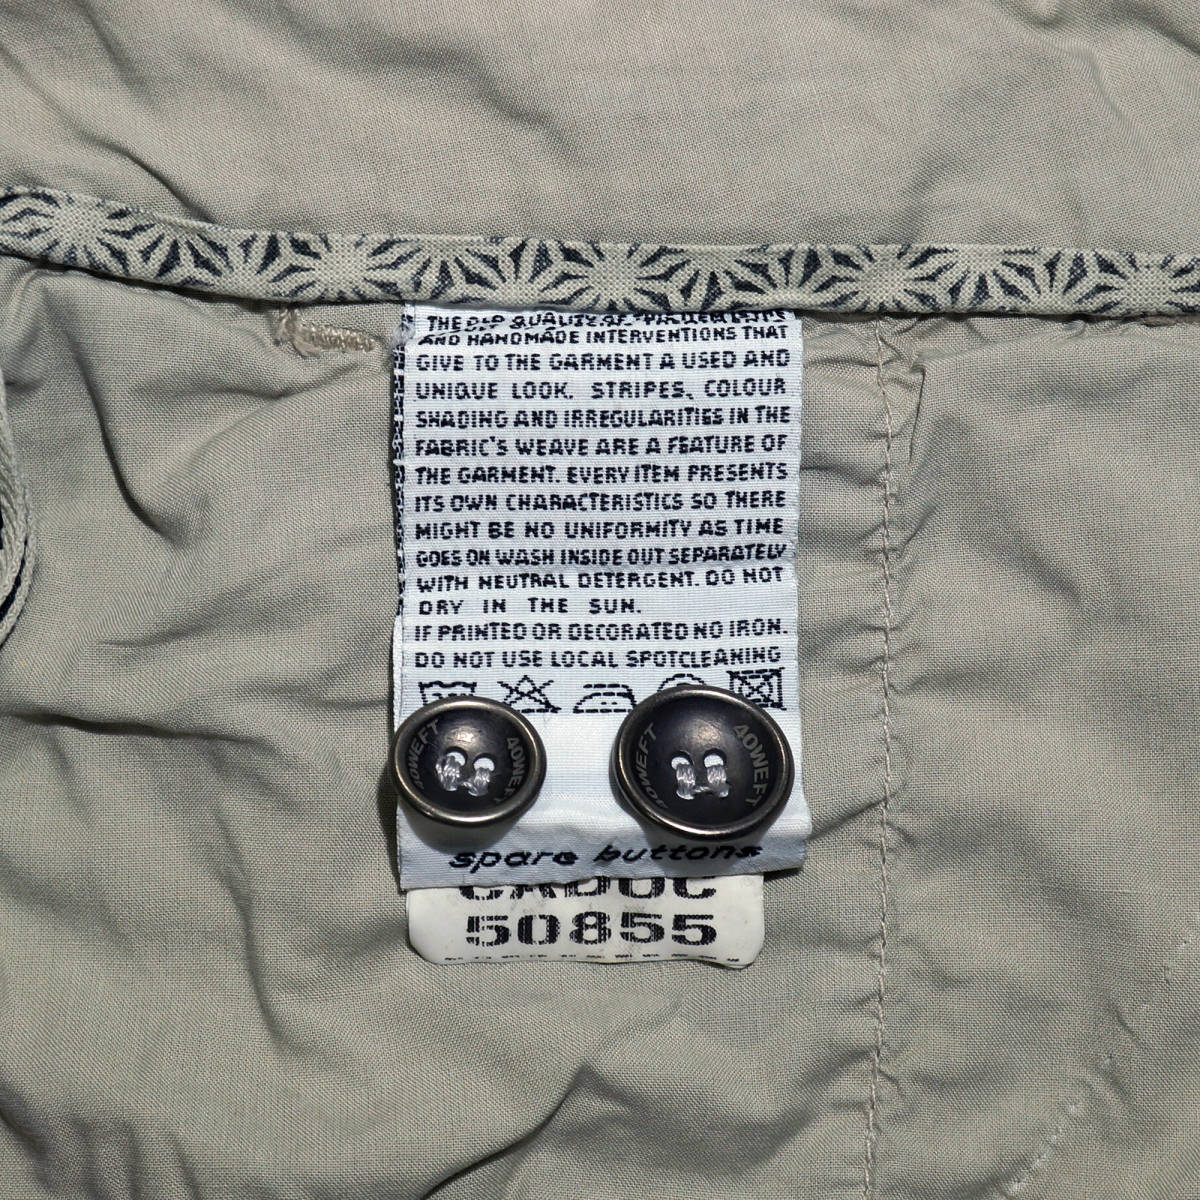 AND HANDMADE INTERVENTIONS THAT
GIVE TO THE GARMENT A USED AND
UNIQUE LOOK. STRIPES, COLOUR
SHADING AND IRREGULARITIES IN THE
FABRIC'S WEAVE ARE A FEATURE OF
THE GARMENT. EVERY ITEM PRESENTS
ITS OWN CHARACTERISTICS SO THERE
MIGHT BE NO UNIFORMITY AS TIME
GOES ON WASH INSIDE OUT SEPARATELY
WITH NEUTRAL DETERGENT. DO NOT
DRY IN THE SUN.
IF PRINTED OR DECORATED NO IRON.
DO NOT USE LOCAL SPOTCLEANING
40WEFT 40WEFT
40WEFT 40WEFT
spare buttons
50855